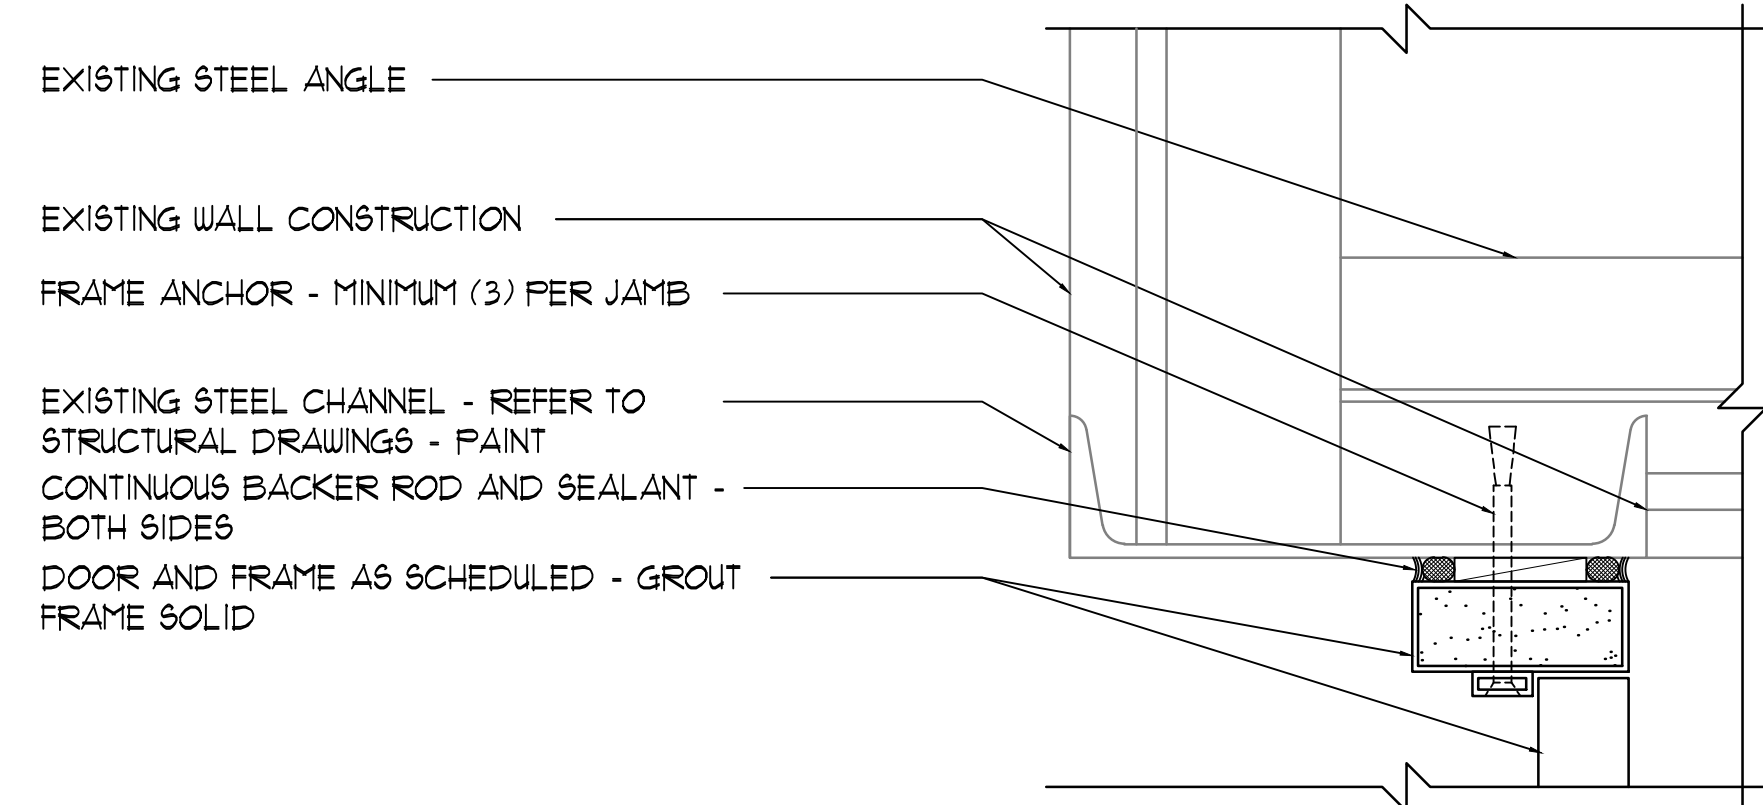 EXISTING STEEL ANGLE
EXISTING WALL CONSTRUCTION
FRAME ANCHOR - MINIMUM (3) PER JAMB
EXISTING STEEL CHANNEL - REFER TO
STRUCTURAL DRAWINGS - PAINT
CONTINUOUS BACKER ROD AND SEALANT -
BOTH SIDES
DOOR AND FRAME AS SCHEDULED - GROUT
FRAME SOLID